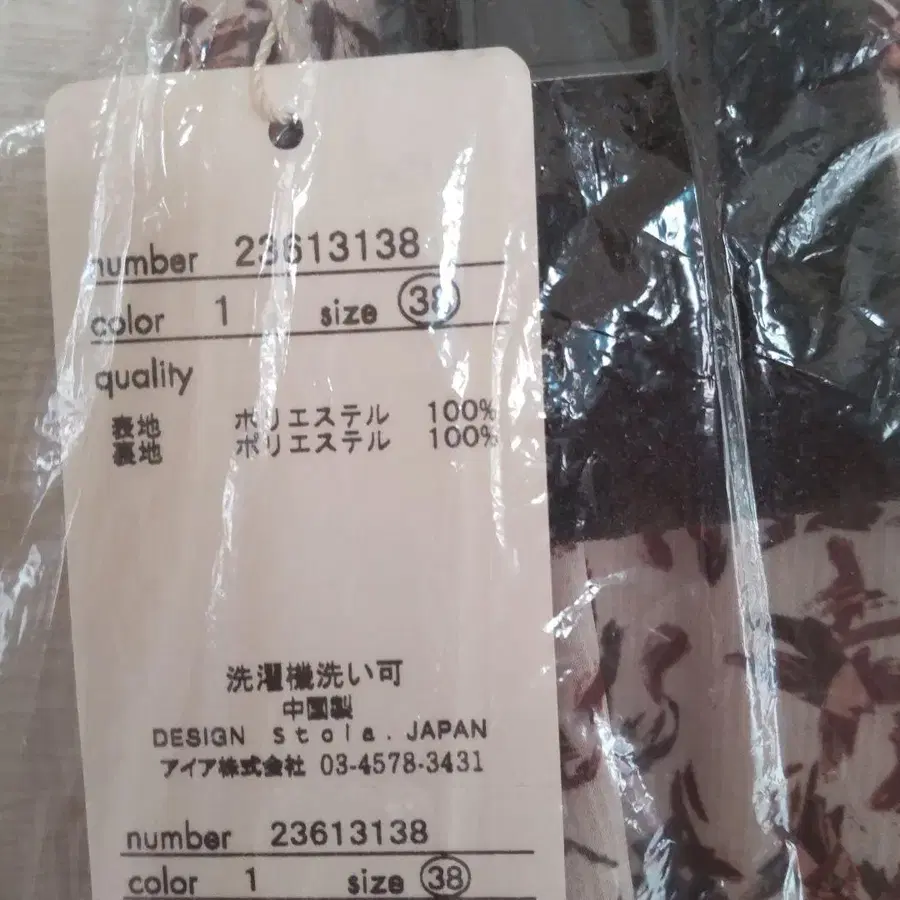 number 23613138
color 1 size 38
quality
表地 ポリエステル 100%
裏地 ポリエステル 100%
洗濯機洗い可
中国製
DESIGN Stola. JAPAN
アイア株式会社 03-4578-3431
number 23613138
color 1 size 38